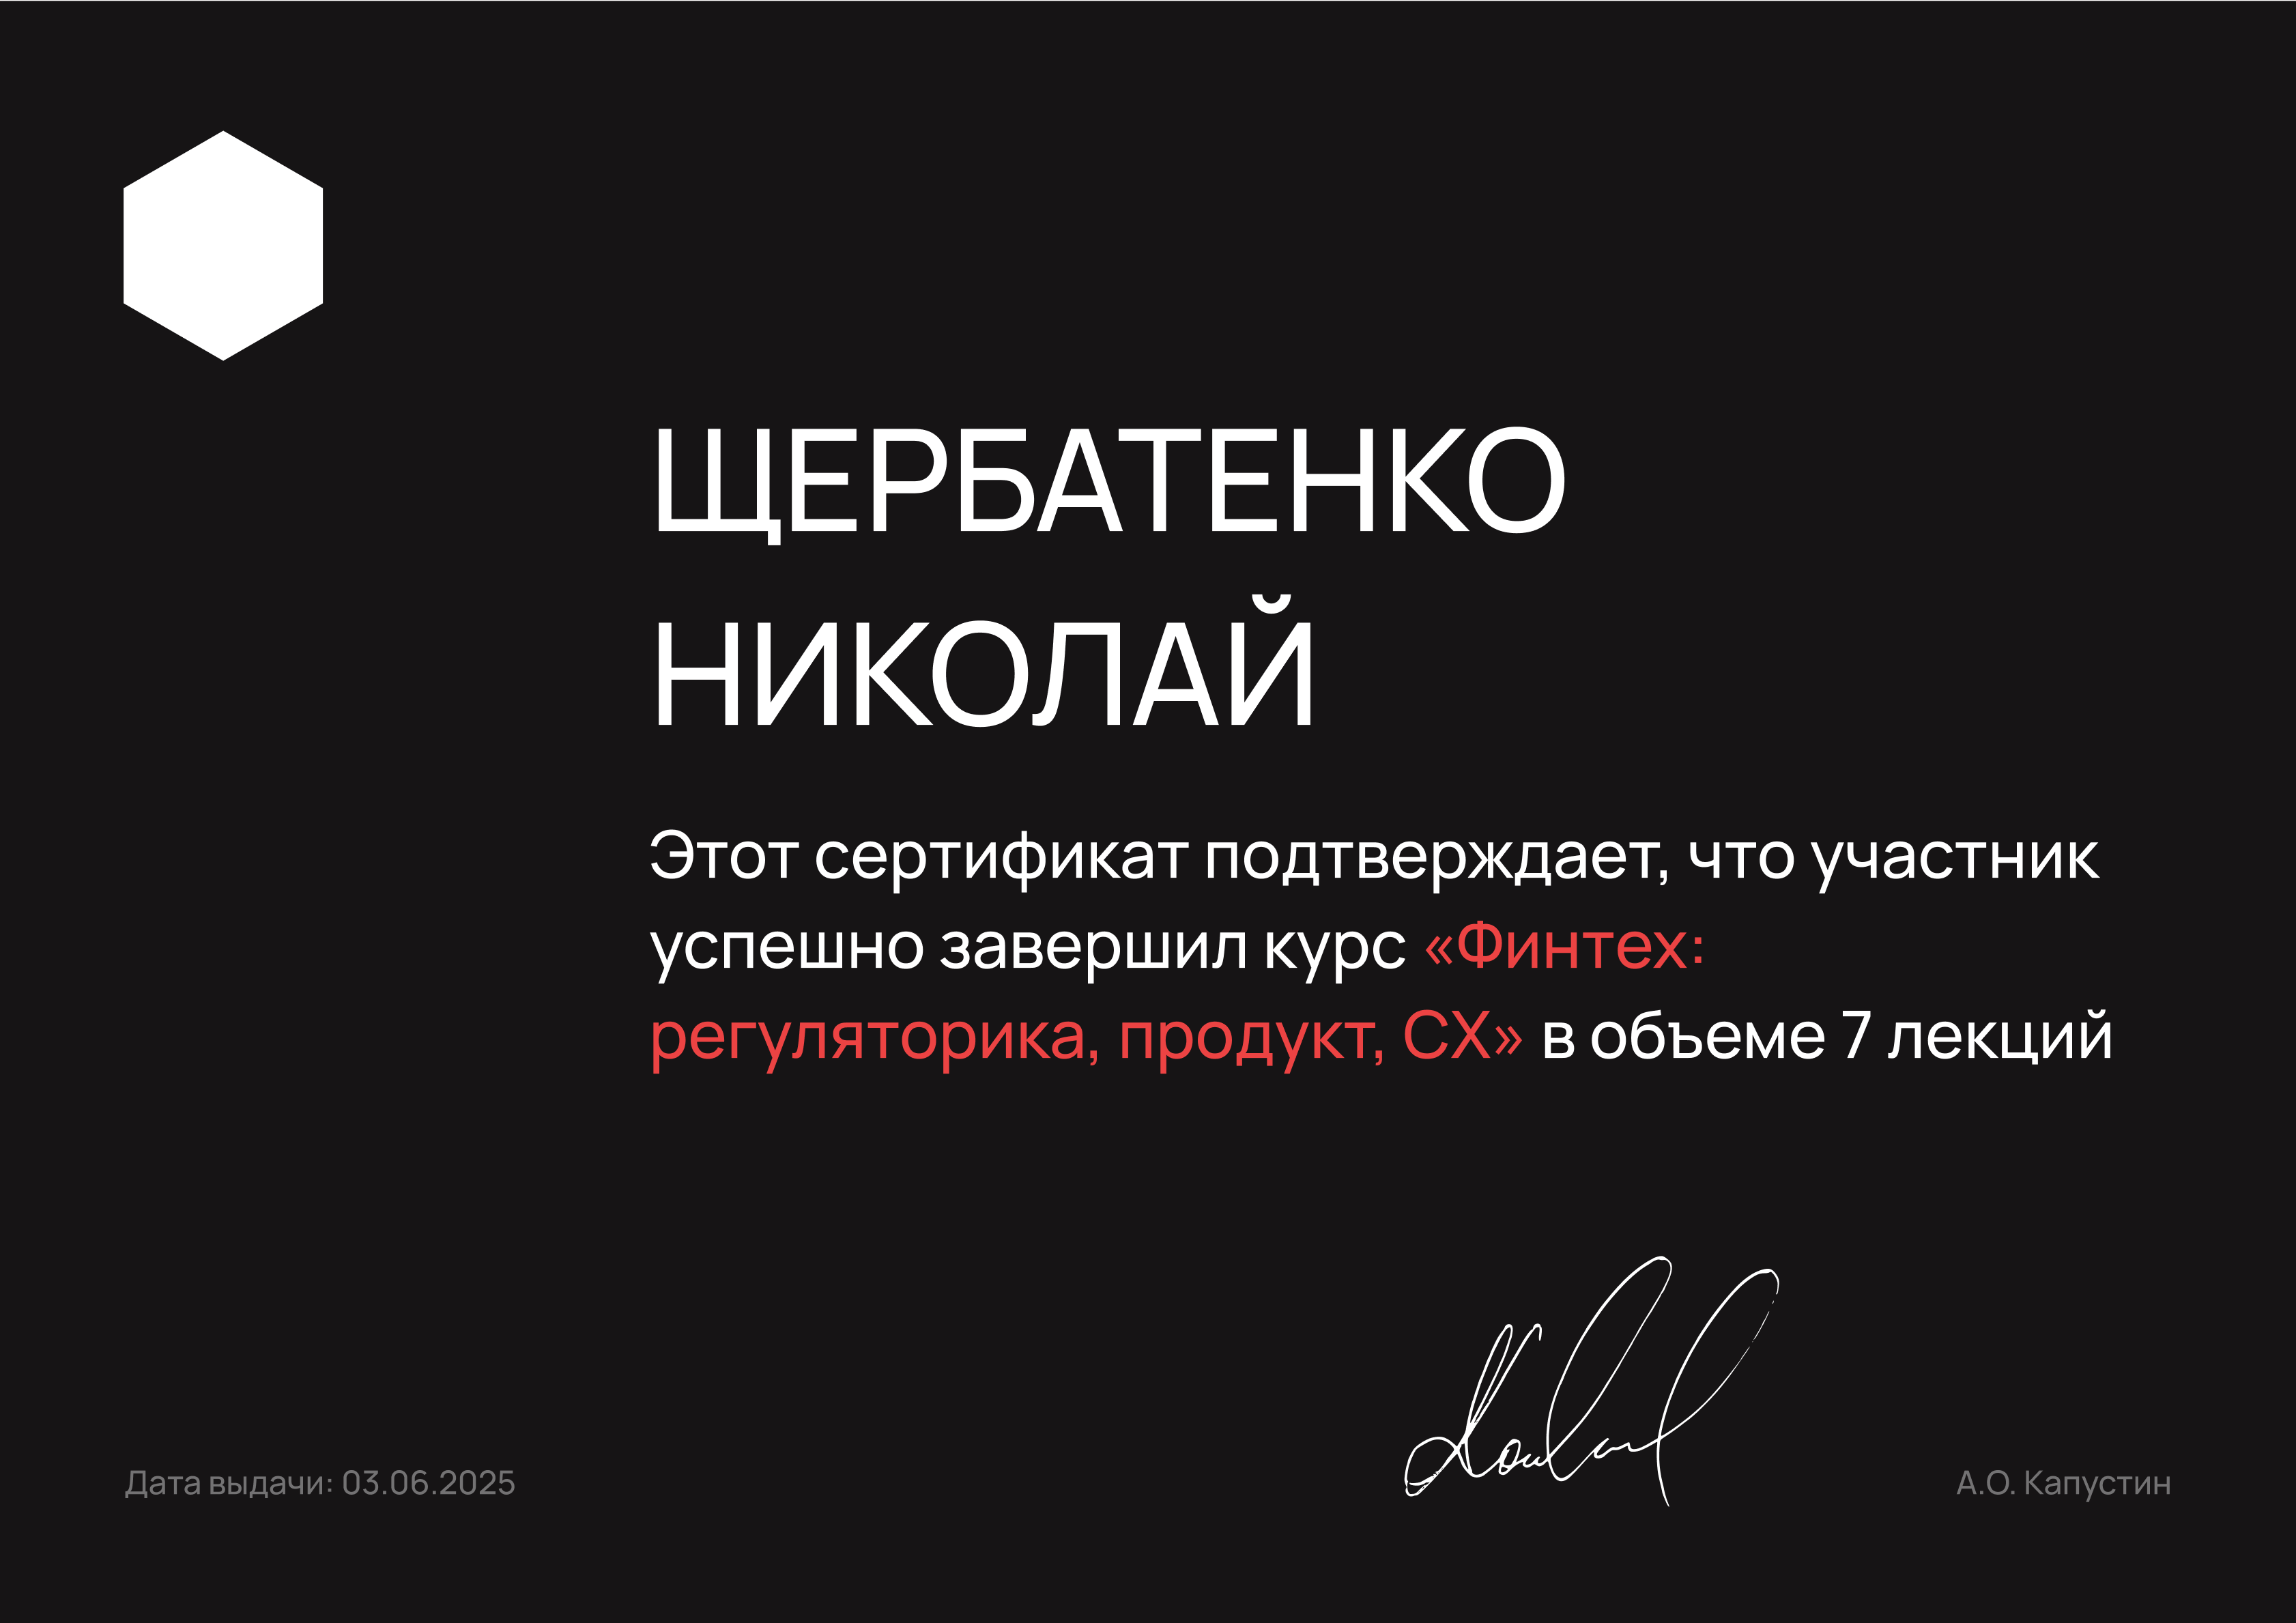 ЩЕРБАТЕНКО
НИКОЛАЙ
Этот сертификат подтверждает, что участник
успешно завершил курс «Финтех:
регуляторика, продукт, CX» в объеме 7 лекций
Дата выдачи: 03.06.2025
А.О. Капустин